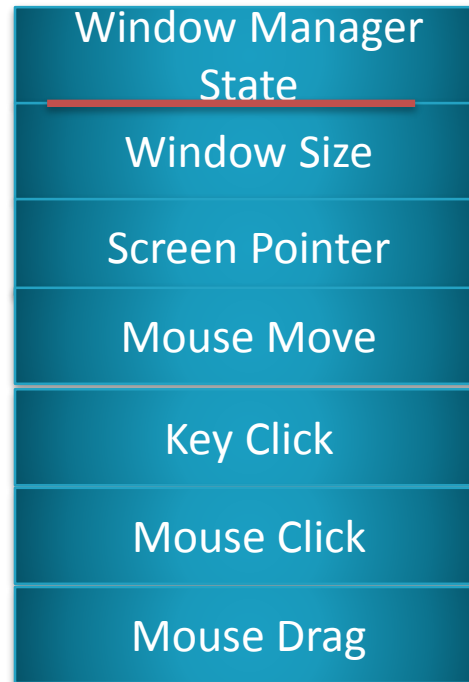 Window Manager
State
Window Size
Screen Pointer
Mouse Move
Key Click
Mouse Click
Mouse Drag